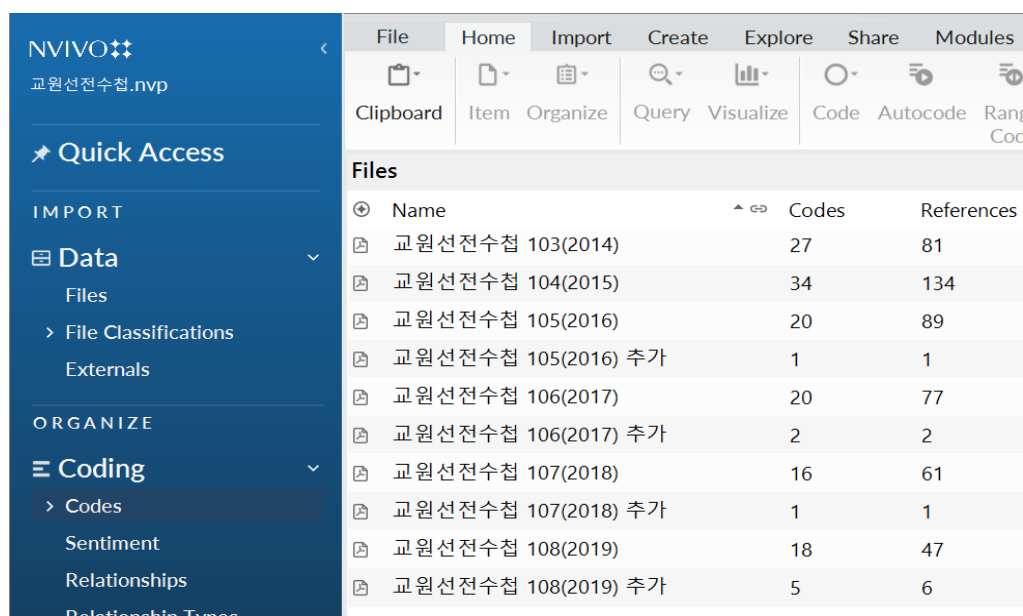 NVIVO
교원선전수첩.nvp
Quick Access
IMPORT
Data
Files
File Classifications
Externals
ORGANIZE
Coding
Codes
Sentiment
Relationships
Relationship Types
File Home Import Create Explore Share Modules
Clipboard Item Organize Query Visualize Code Autocode Rang
Cod
Files
Name Codes References
교원선전수첩 103(2014) 27 81
교원선전수첩 104(2015) 34 134
교원선전수첩 105(2016) 20 89
교원선전수첩 105(2016) 추가 1 1
교원선전수첩 106(2017) 20 77
교원선전수첩 106(2017) 추가 2 2
교원선전수첩 107(2018) 16 61
교원선전수첩 107(2018) 추가 1 1
교원선전수첩 108(2019) 18 47
교원선전수첩 108(2019) 추가 5 6